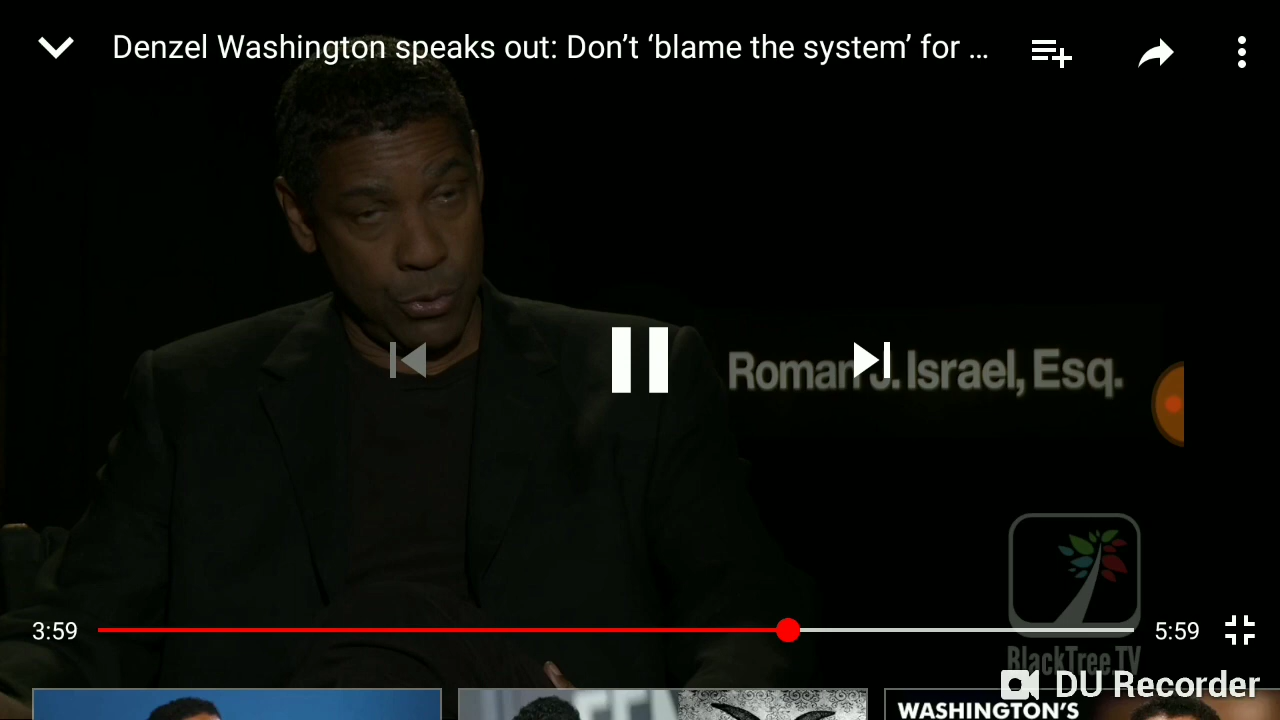 Denzel Washington speaks out: Don’t ‘blame the system’ for ...
Roman J. Israel, Esq.
3:59
5:59
BlackTree TV
DU Recorder
WASHINGTON'S